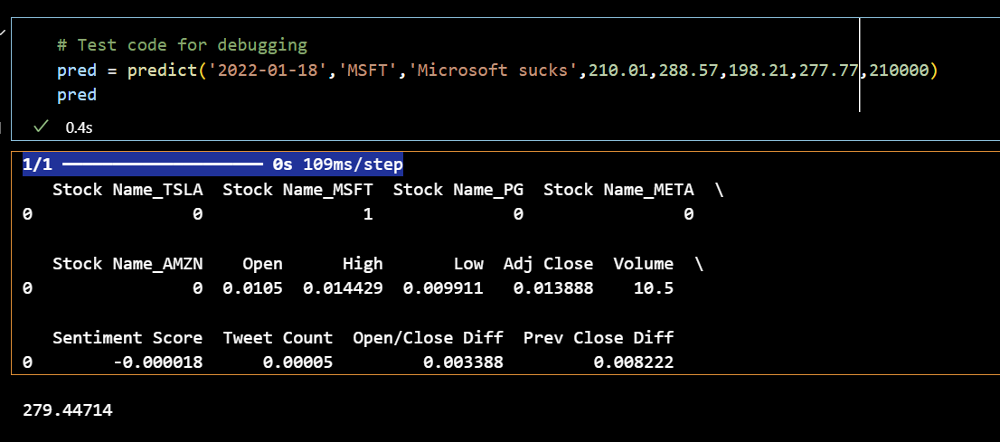 # Test code for debugging
pred = predict('2022-01-18','MSFT','Microsoft sucks',210.01,288.57,198.21,277.77,210000)
pred
0.4s
1/1 ━━━━━━━━━━━━━━━━━━━━ 0s 109ms/step
Stock Name_TSLA Stock Name_MSFT Stock Name_PG Stock Name_META \
0 0 1 0 0
Stock Name_AMZN Open High Low Adj Close Volume \
0 0 0.0105 0.014429 0.009911 0.013888 10.5
Sentiment Score Tweet Count Open/Close Diff Prev Close Diff
0 -0.000018 0.00005 0.003388 0.008222
279.44714